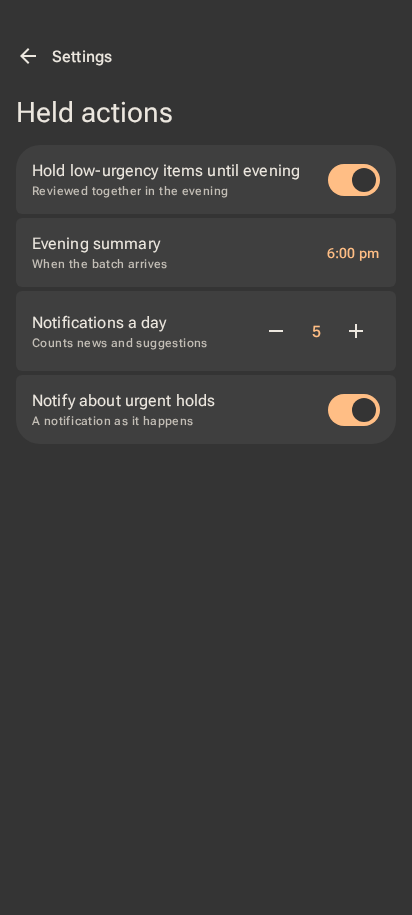 Settings
Held actions
Hold low-urgency items until evening
Reviewed together in the evening
Evening summary
When the batch arrives
6:00 pm
Notifications a day
Counts news and suggestions
5
Notify about urgent holds
A notification as it happens